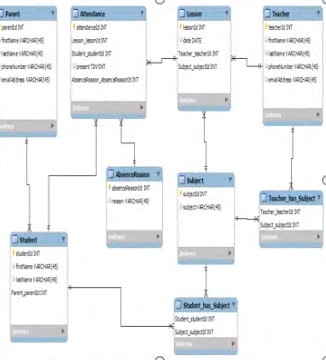 Parent
parentId INT
firstName VARCHAR(45)
lastName VARCHAR(45)
phoneNumber VARCHAR(45)
emailAddress VARCHAR(45)
Indexes
Attendance
attendanceId INT
Lesson_lessonId INT
Student_studentId INT
present TINYINT
AbsenceReason_absenceReasonId INT
Indexes
Lesson
lessonId INT
date DATE
Teacher_teacherId INT
Subject_subjectId INT
Indexes
Teacher
teacherId INT
firstName VARCHAR(45)
lastName VARCHAR(45)
phoneNumber VARCHAR(45)
emailAddress VARCHAR(45)
Indexes
AbsenceReason
absenceReasonId INT
reason VARCHAR(45)
Indexes
Subject
subjectId INT
subject VARCHAR(45)
Indexes
Teacher_has_Subject
Teacher_teacherId INT
Subject_subjectId INT
Indexes
Student
studentId INT
firstName VARCHAR(45)
lastName VARCHAR(45)
Parent_parentId INT
Indexes
Student_has_Subject
Student_studentId INT
Subject_subjectId INT
Indexes